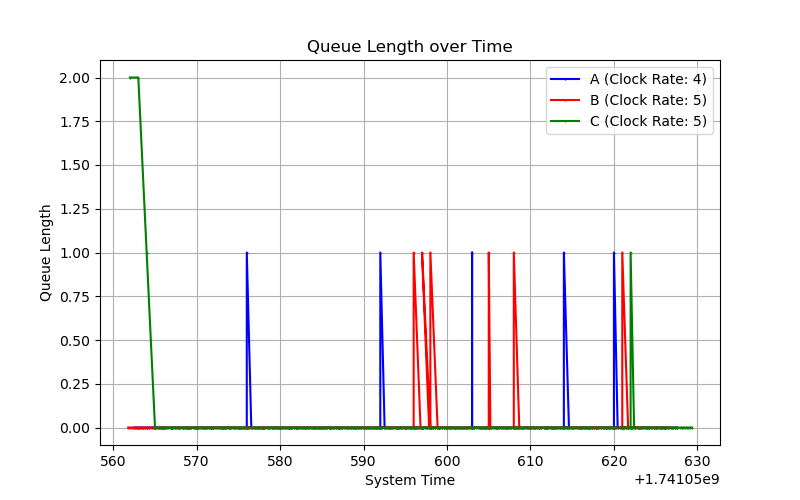 Queue Length over Time
A (Clock Rate: 4)
B (Clock Rate: 5)
C (Clock Rate: 5)
Queue Length
2.00
1.75
1.50
1.25
1.00
0.75
0.50
0.25
0.00
560 570 580 590 600 610 620 630
System Time
+1.74105e9